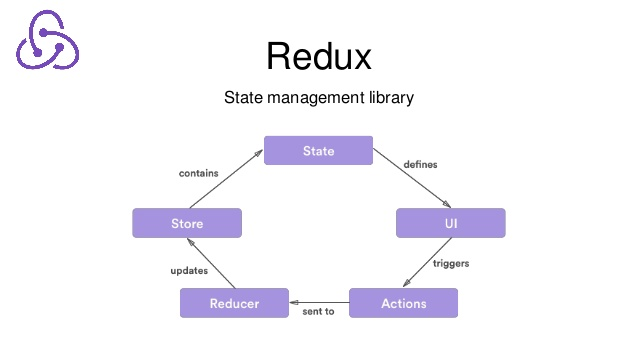 Redux
State management library
State
contains
defines
Store
UI
updates
triggers
Reducer
Actions
sent to